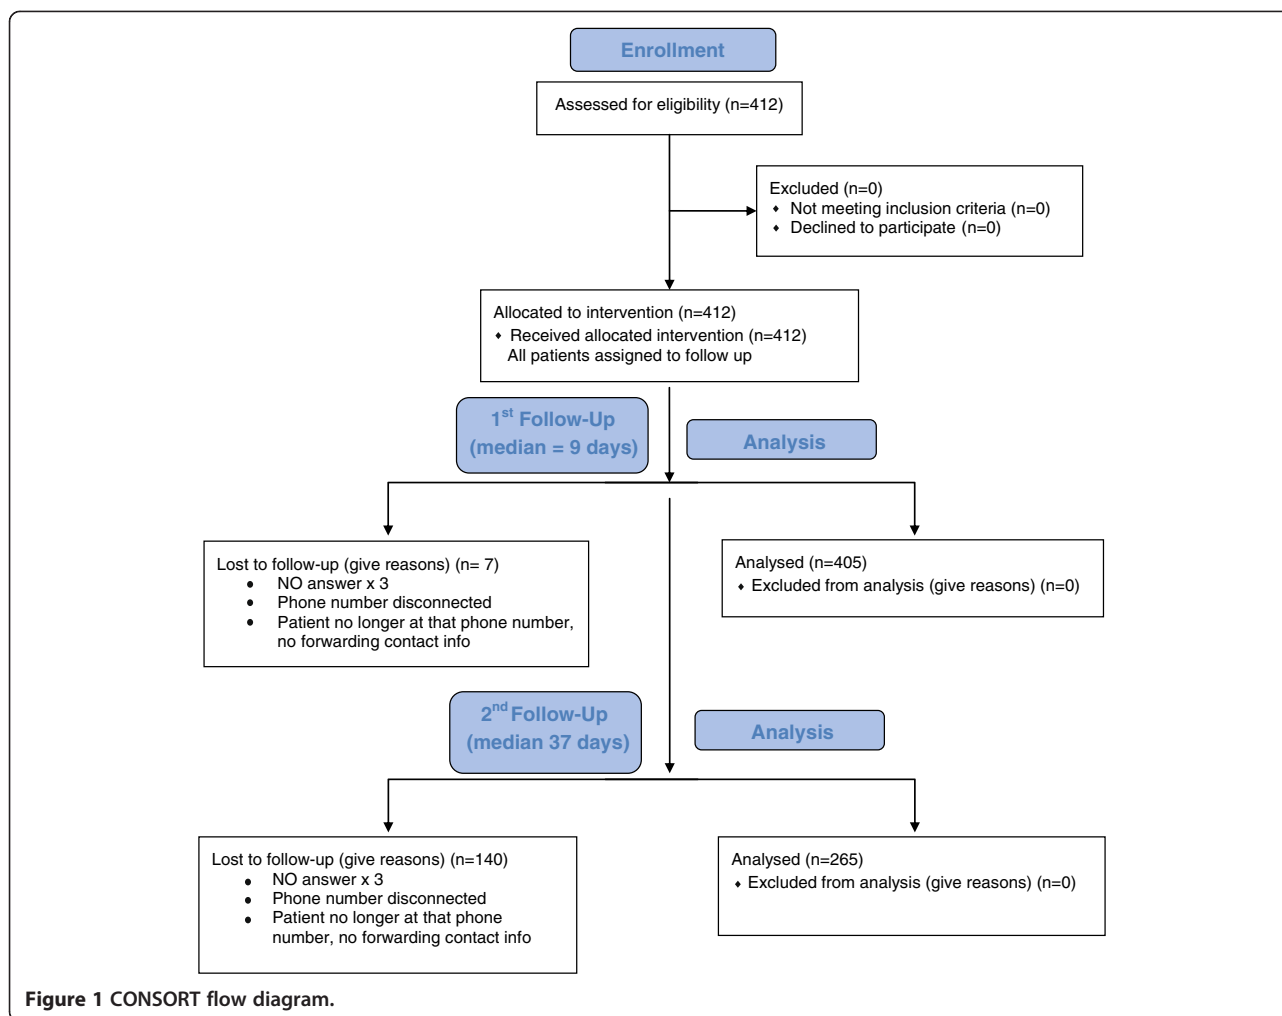 Enrollment
Assessed for eligibility (n=412)
Excluded (n=0)
♦ Not meeting inclusion criteria (n=0)
♦ Declined to participate (n=0)
Allocated to intervention (n=412)
♦ Received allocated intervention (n=412)
All patients assigned to follow up
1st Follow-Up
(median = 9 days)
Analysis
Lost to follow-up (give reasons) (n= 7)
● NO answer x 3
● Phone number disconnected
● Patient no longer at that phone number,
no forwarding contact info
Analysed (n=405)
♦ Excluded from analysis (give reasons) (n=0)
2nd Follow-Up
(median 37 days)
Analysis
Lost to follow-up (give reasons) (n=140)
● NO answer x 3
● Phone number disconnected
● Patient no longer at that phone
number, no forwarding contact info
Analysed (n=265)
♦ Excluded from analysis (give reasons) (n=0)
Figure 1 CONSORT flow diagram.